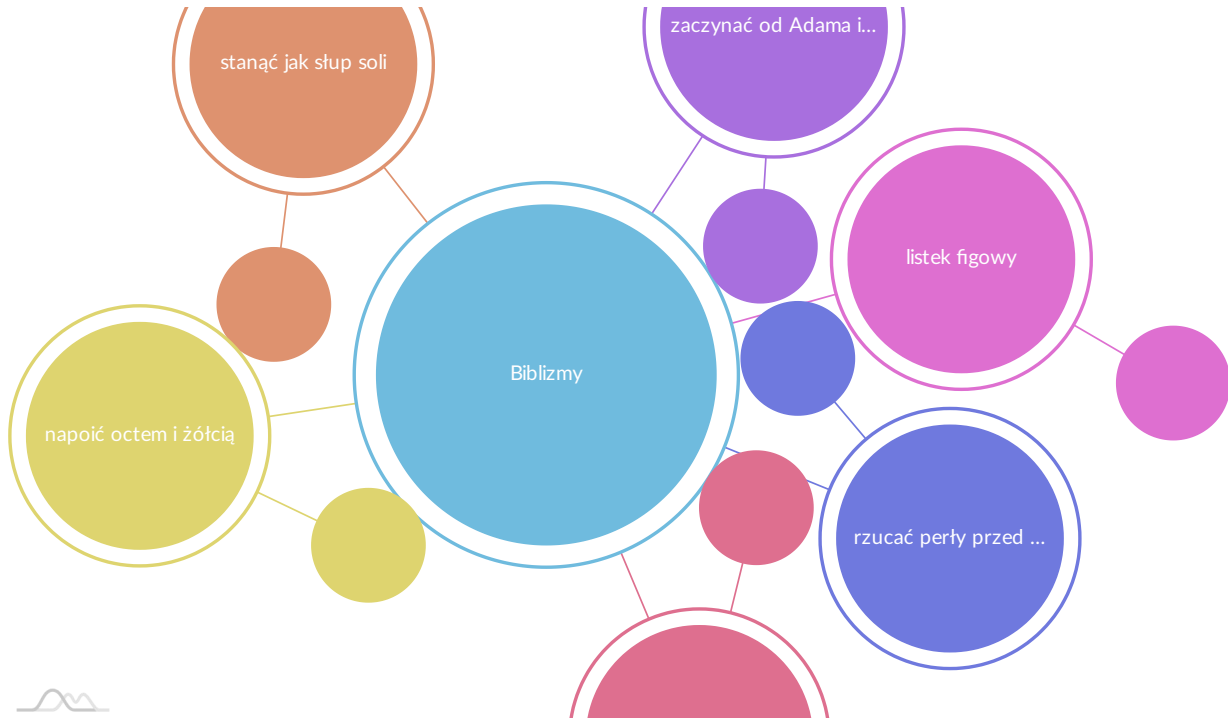 zaczynać od Adama i...
stanąć jak słup soli
listek figowy
Biblizmy
napoić octem i żółcią
rzucać perły przed ...